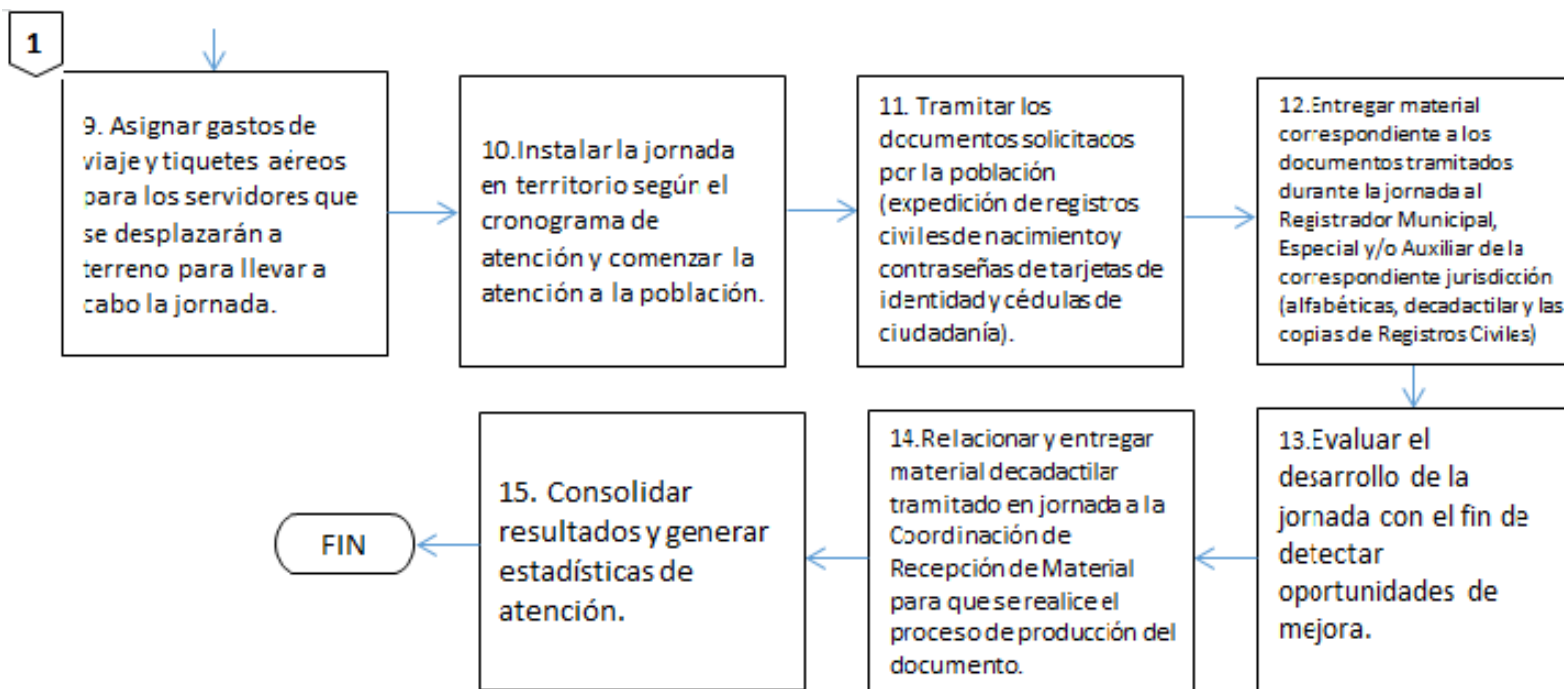 1
9. Asignar gastos de
viaje y tiquetes aéreos
para los servidores que
se desplazarán a
terreno para llevar a
cabo la jornada.
10.Instalar la jornada
en territorio según el
cronograma de
atención y comenzar la
atención a la población.
11. Tramitar los
documentos solicitados
por la población
(expedición de registros
civiles de nacimiento y
contraseñas de tarjetas de
identidad y cédulas de
ciudadanía).
12.Entregar material
correspondiente a los
documentos tramitados
durante la jornada al
Registrador Municipal,
Especial y/o Auxiliar de la
correspondiente jurisdicción
(alfabéticas, decadactilar y las
copias de Registros Civiles)
13.Evaluar el
desarrollo de la
jornada con el fin de
detectar
oportunidades de
mejora.
14.Relacionar y entregar
material decadactilar
tramitado en jornada a la
Coordinación de
Recepción de Material
para que se realice el
proceso de producción del
documento.
15. Consolidar
resultados y generar
estadísticas de
atención.
FIN